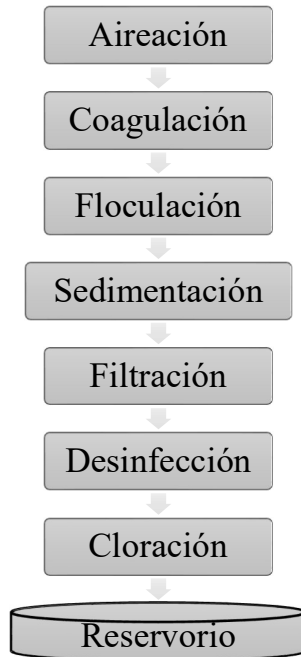 Aireación
Coagulación
Floculación
Sedimentación
Filtración
Desinfección
Cloración
Reservorio